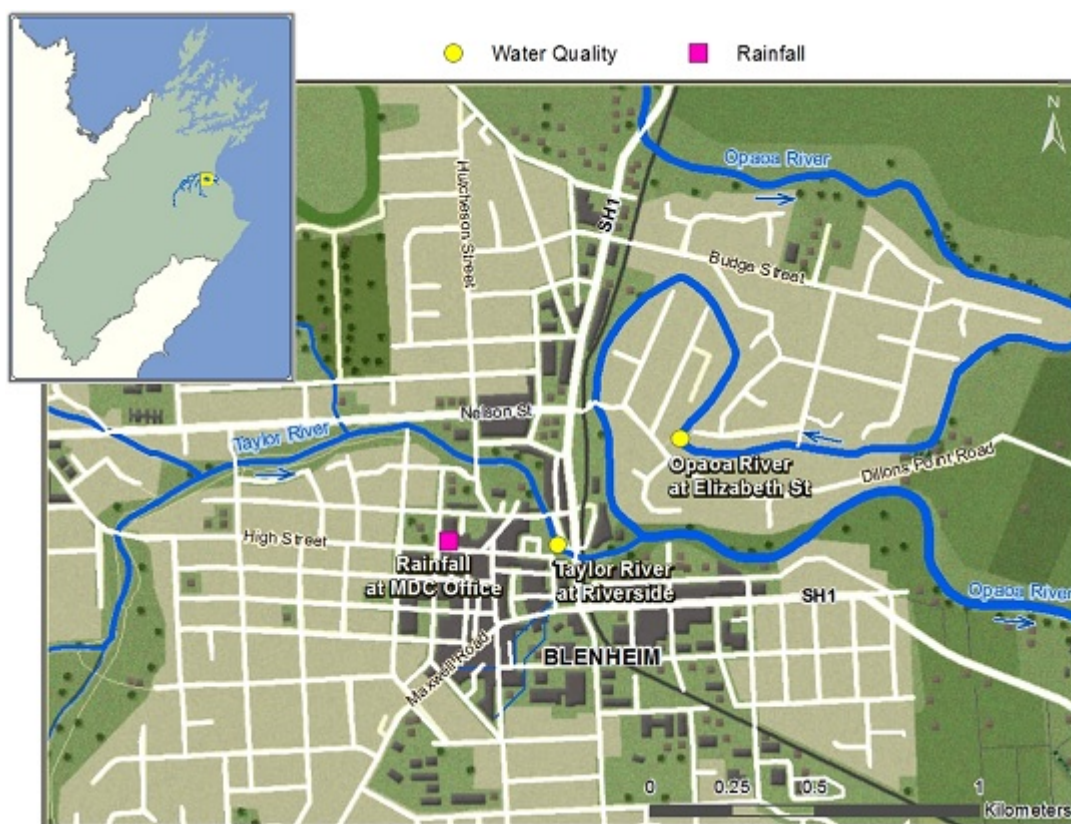 Water Quality
Rainfall
N
Opaoa River
Hutcheson Street
SH1
Budge Street
Nelson St
Taylor River
Opaoa River
at Elizabeth St
Dillons Point Road
High Street
Rainfall
at MDC Office
Taylor River
at Riverside
SH1
Opaoa River
Maxwell Road
BLENHEIM
0 0.25 0.5 1
Kilometers